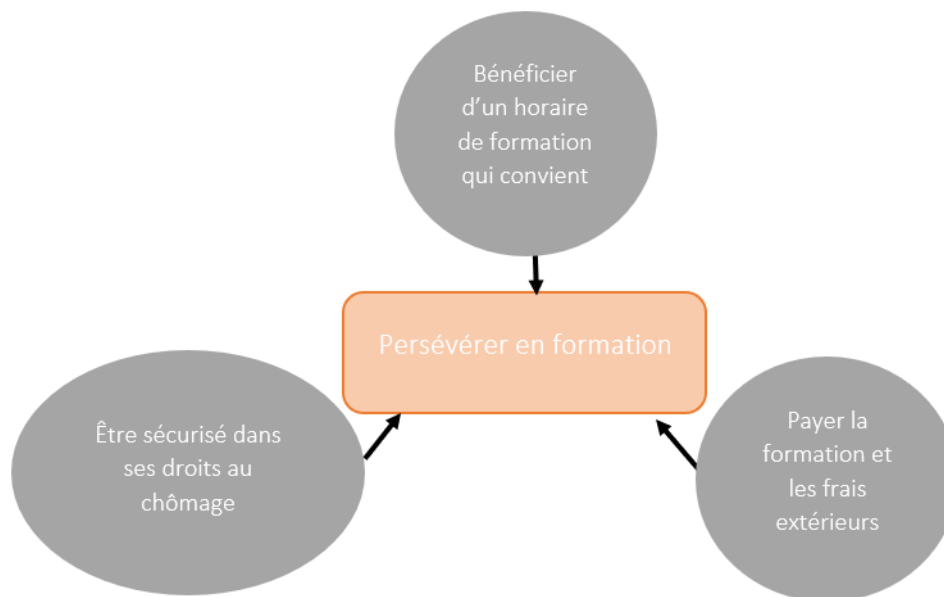 Bénéficier
d’un horaire
de formation
qui convient
Persévérer en formation
Être sécurisé dans
ses droits au
chômage
Payer la
formation et
les frais
extérieurs